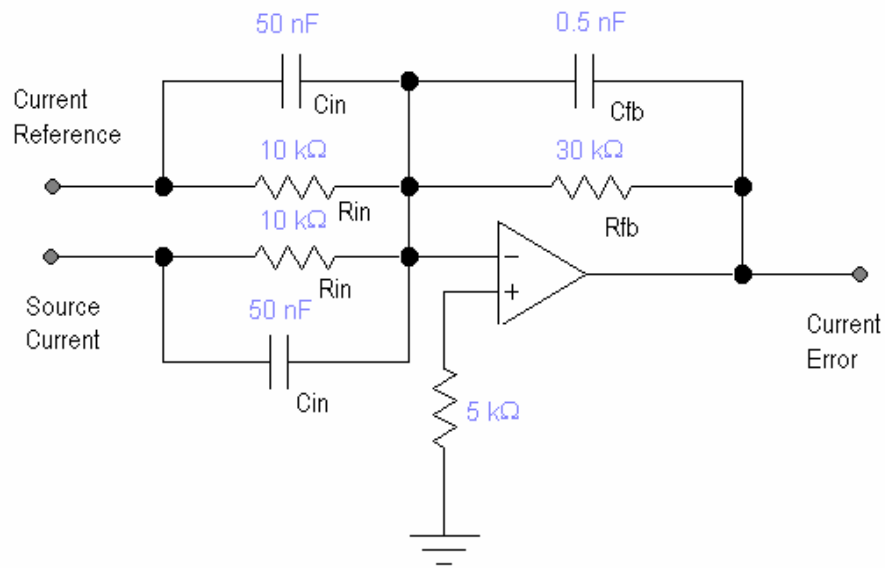 50 nF
0.5 nF
Cin
Cfb
Current
Reference
10 kΩ
30 kΩ
Rin
Rfb
10 kΩ
Rin
Source
Current
50 nF
Cin
−
+
5 kΩ
Current
Error